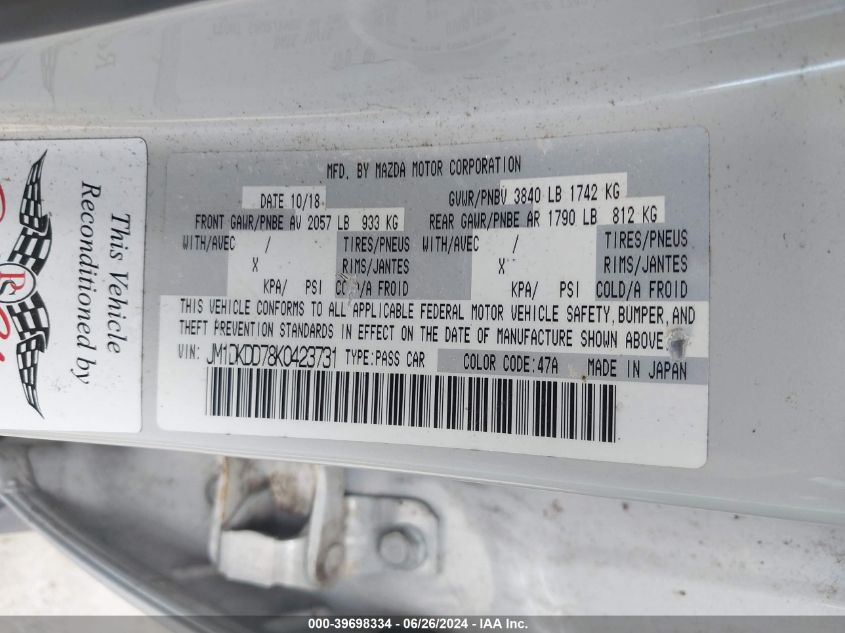 MFD. BY MAZDA MOTOR CORPORATION
DATE 10/18 GVWR/PNBV 3840 LB 1742 KG
FRONT GAWR/PNBE AV 2057 LB 933 KG REAR GAWR/PNBE AR 1790 LB 812 KG
WITH/AVEC / TIRES/PNEUS WITH/AVEC / TIRES/PNEUS
X RIMS/JANTES X RIMS/JANTES
KPA/ PSI COLD/A FROID KPA/ PSI COLD/A FROID
THIS VEHICLE CONFORMS TO ALL APPLICABLE FEDERAL MOTOR VEHICLE SAFETY, BUMPER, AND
THEFT PREVENTION STANDARDS IN EFFECT ON THE DATE OF MANUFACTURE SHOWN ABOVE.
VIN: JM1DKDD78K0423731 TYPE:PASS CAR COLOR CODE:47A MADE IN JAPAN
This Vehicle
Reconditioned by
000-39698334 - 06/26/2024 - IAA Inc.